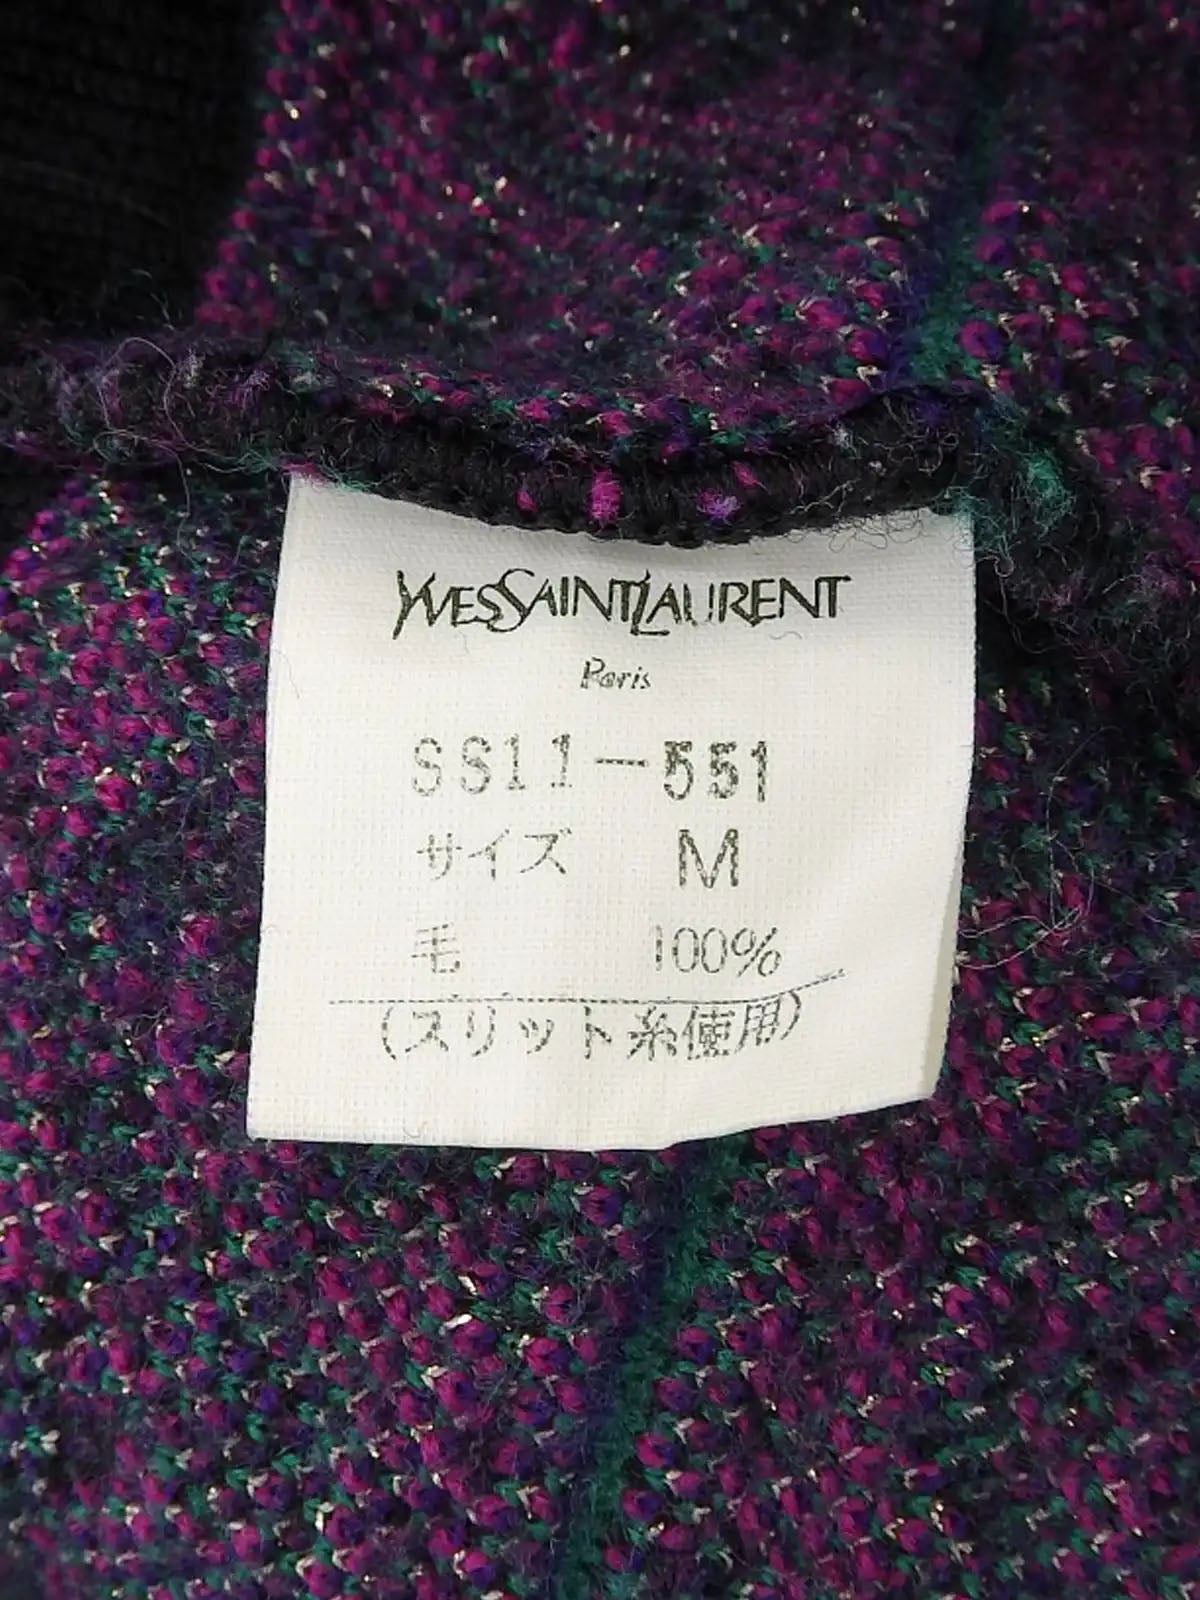 YVESSAINTLAURENT
Paris
SS11-551
サイズ M
毛 100%
(スリット糸使用)